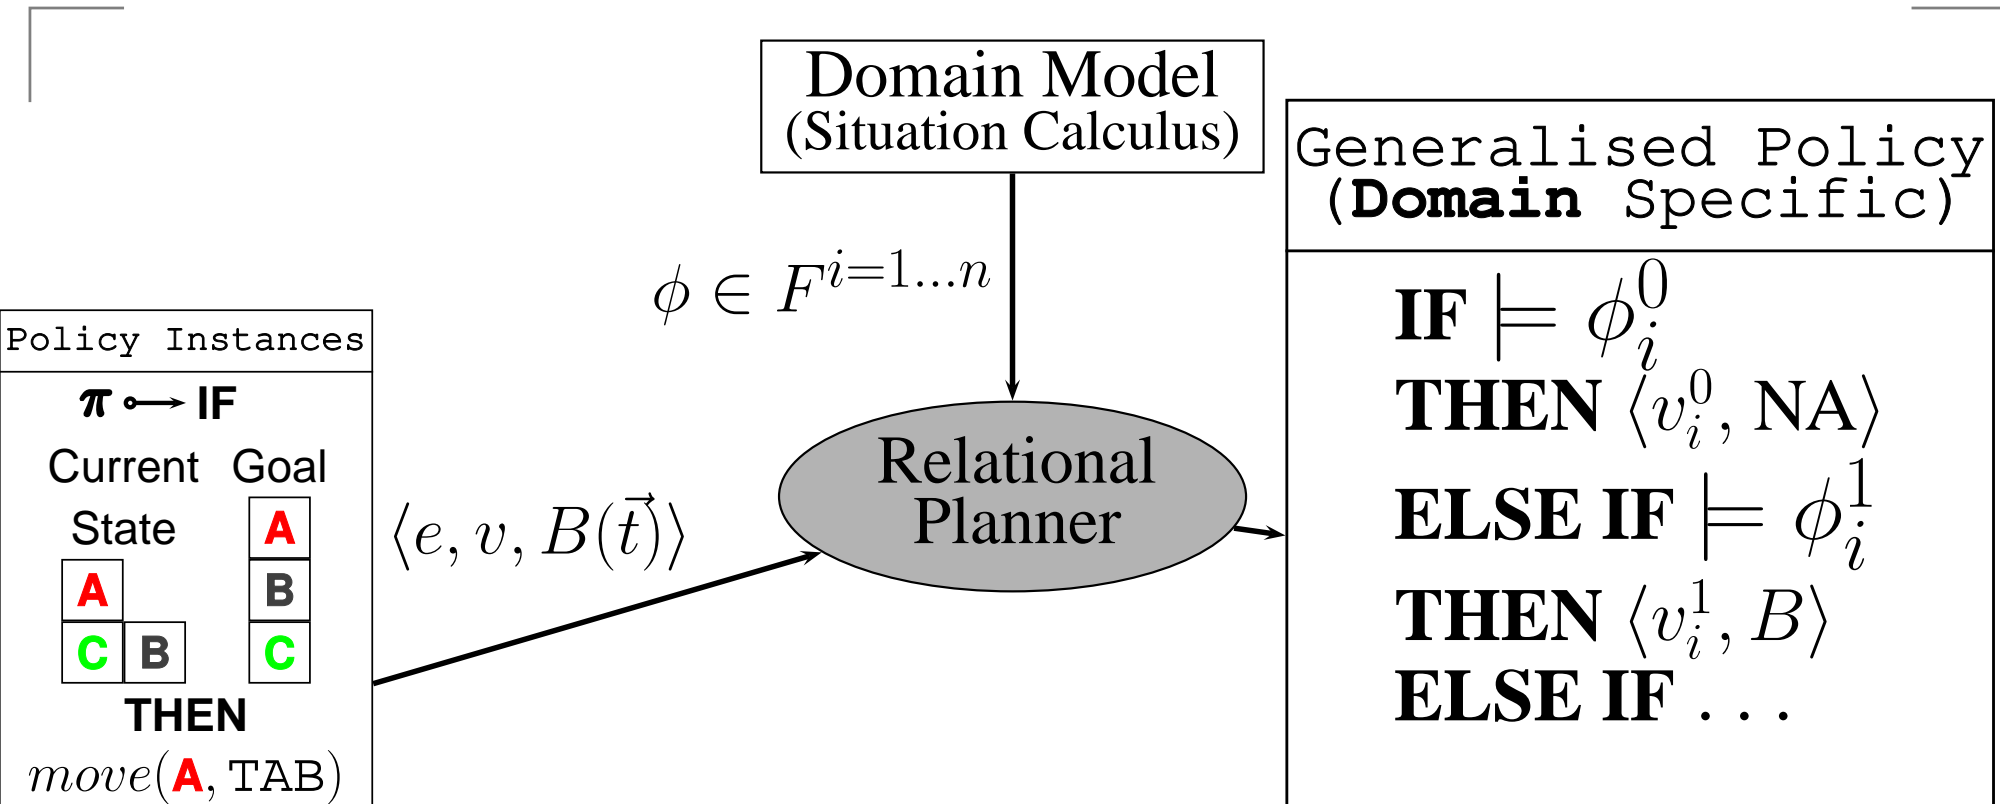 Domain Model
(Situation Calculus)
Generalised Policy
(Domain Specific)
ϕ ∈ F^{i=1...n}
IF ⊨ ϕ_i^0
THEN ⟨v_i^0, NA⟩
ELSE IF ⊨ ϕ_i^1
THEN ⟨v_i^1, B⟩
ELSE IF . . .
Policy Instances
π ⟜→ IF
Current Goal
State
A
B
C
A
C B
THEN
move(A, TAB)
⟨e, v, B(\vec{t})⟩
Relational
Planner